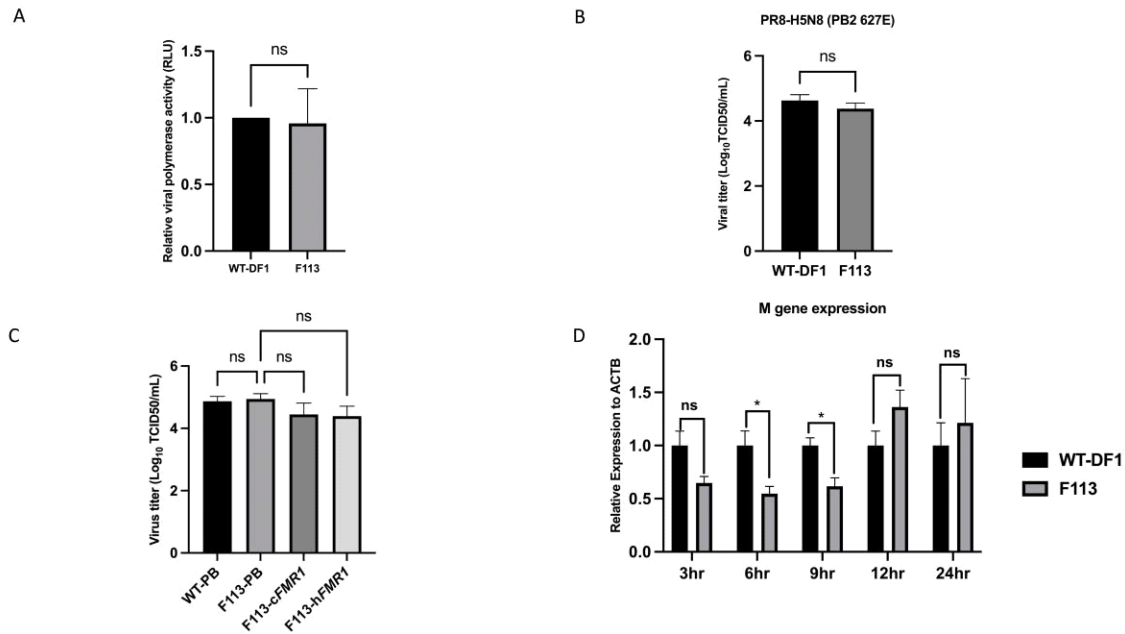 A
ns
Relative viral polymerase activity (RLU)
1.5
1.0
0.5
0.0
WT-DF1
F113
B
PR8-H5N8 (PB2 627E)
ns
Viral titer (Log10TCID50/mL)
6
4
2
0
WT-DF1
F113
C
ns
ns
ns
Virus titer (Log10 TCID50/mL)
6
4
2
0
WT-PB
F113-PB
F113-cFMR1
F113-hFMR1
D
M gene expression
Relative Expression to ACTB
2.0
1.5
1.0
0.5
0.0
ns
*
*
ns
ns
3hr
6hr
9hr
12hr
24hr
WT-DF1
F113